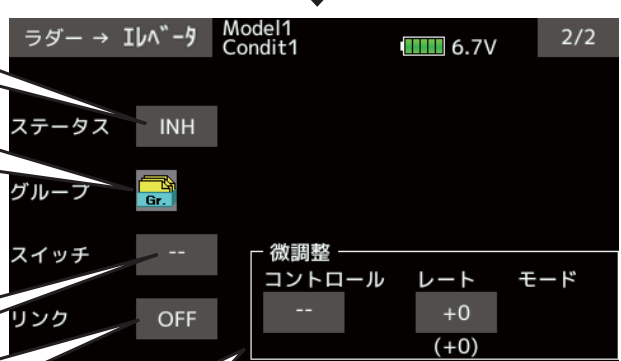 ラダー → エレベータ Model1 6.7V 2/2
Condit1
ステータス INH
グループ Gr.
スイッチ --
微調整
コントロール レート モード
リンク OFF -- +0
(+0)